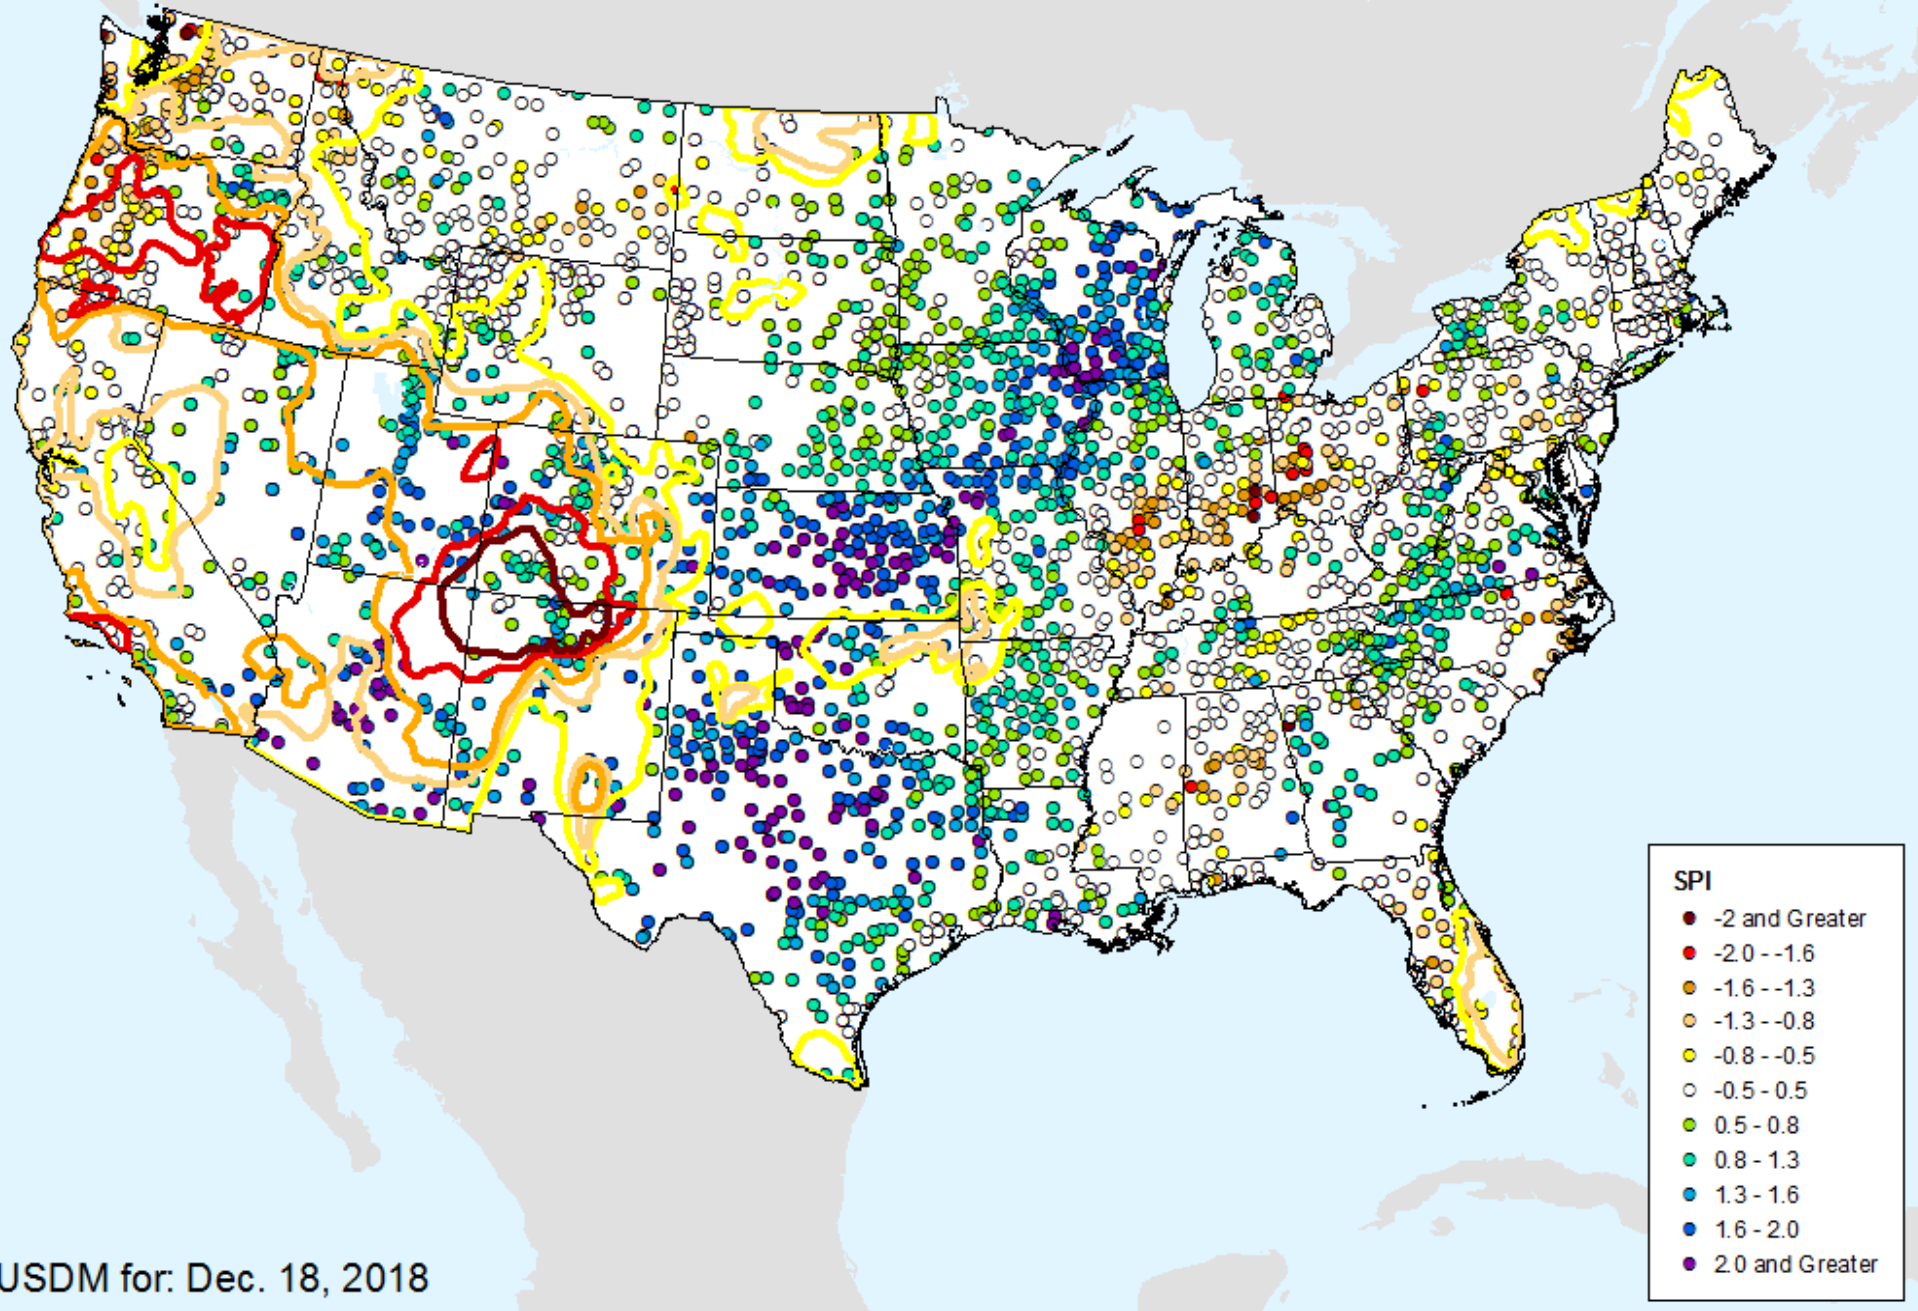 SPI
-2 and Greater
-2.0 - -1.6
-1.6 - -1.3
-1.3 - -0.8
-0.8 - -0.5
-0.5 - 0.5
0.5 - 0.8
0.8 - 1.3
1.3 - 1.6
1.6 - 2.0
2.0 and Greater
USDM for: Dec. 18, 2018